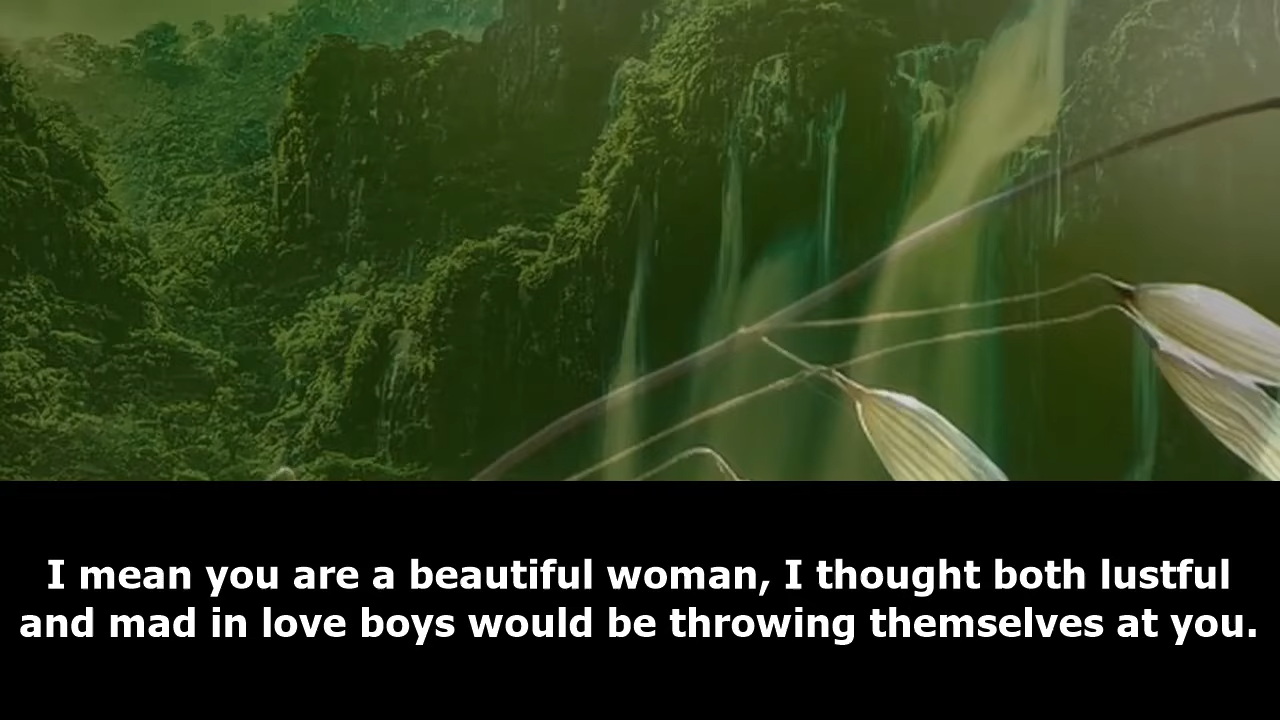 I mean you are a beautiful woman, I thought both lustful
and mad in love boys would be throwing themselves at you.